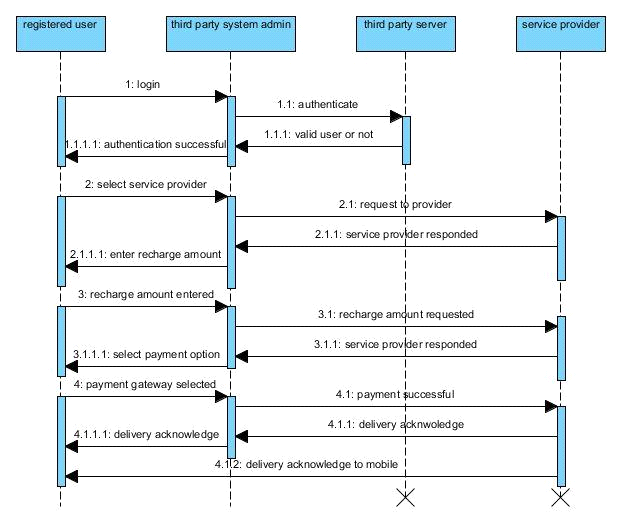 registered user
third party system admin
third party server
service provider
1: login
1.1: authenticate
1.1.1: valid user or not
1.1.1.1: authentication successful
2: select service provider
2.1: request to provider
2.1.1: service provider responded
2.1.1.1: enter recharge amount
3: recharge amount entered
3.1: recharge amount requested
3.1.1: service provider responded
3.1.1.1: select payment option
4: payment gateway selected
4.1: payment successful
4.1.1: delivery acknwoledge
4.1.1.1: delivery acknowledge
4.1.2: delivery acknowledge to mobile